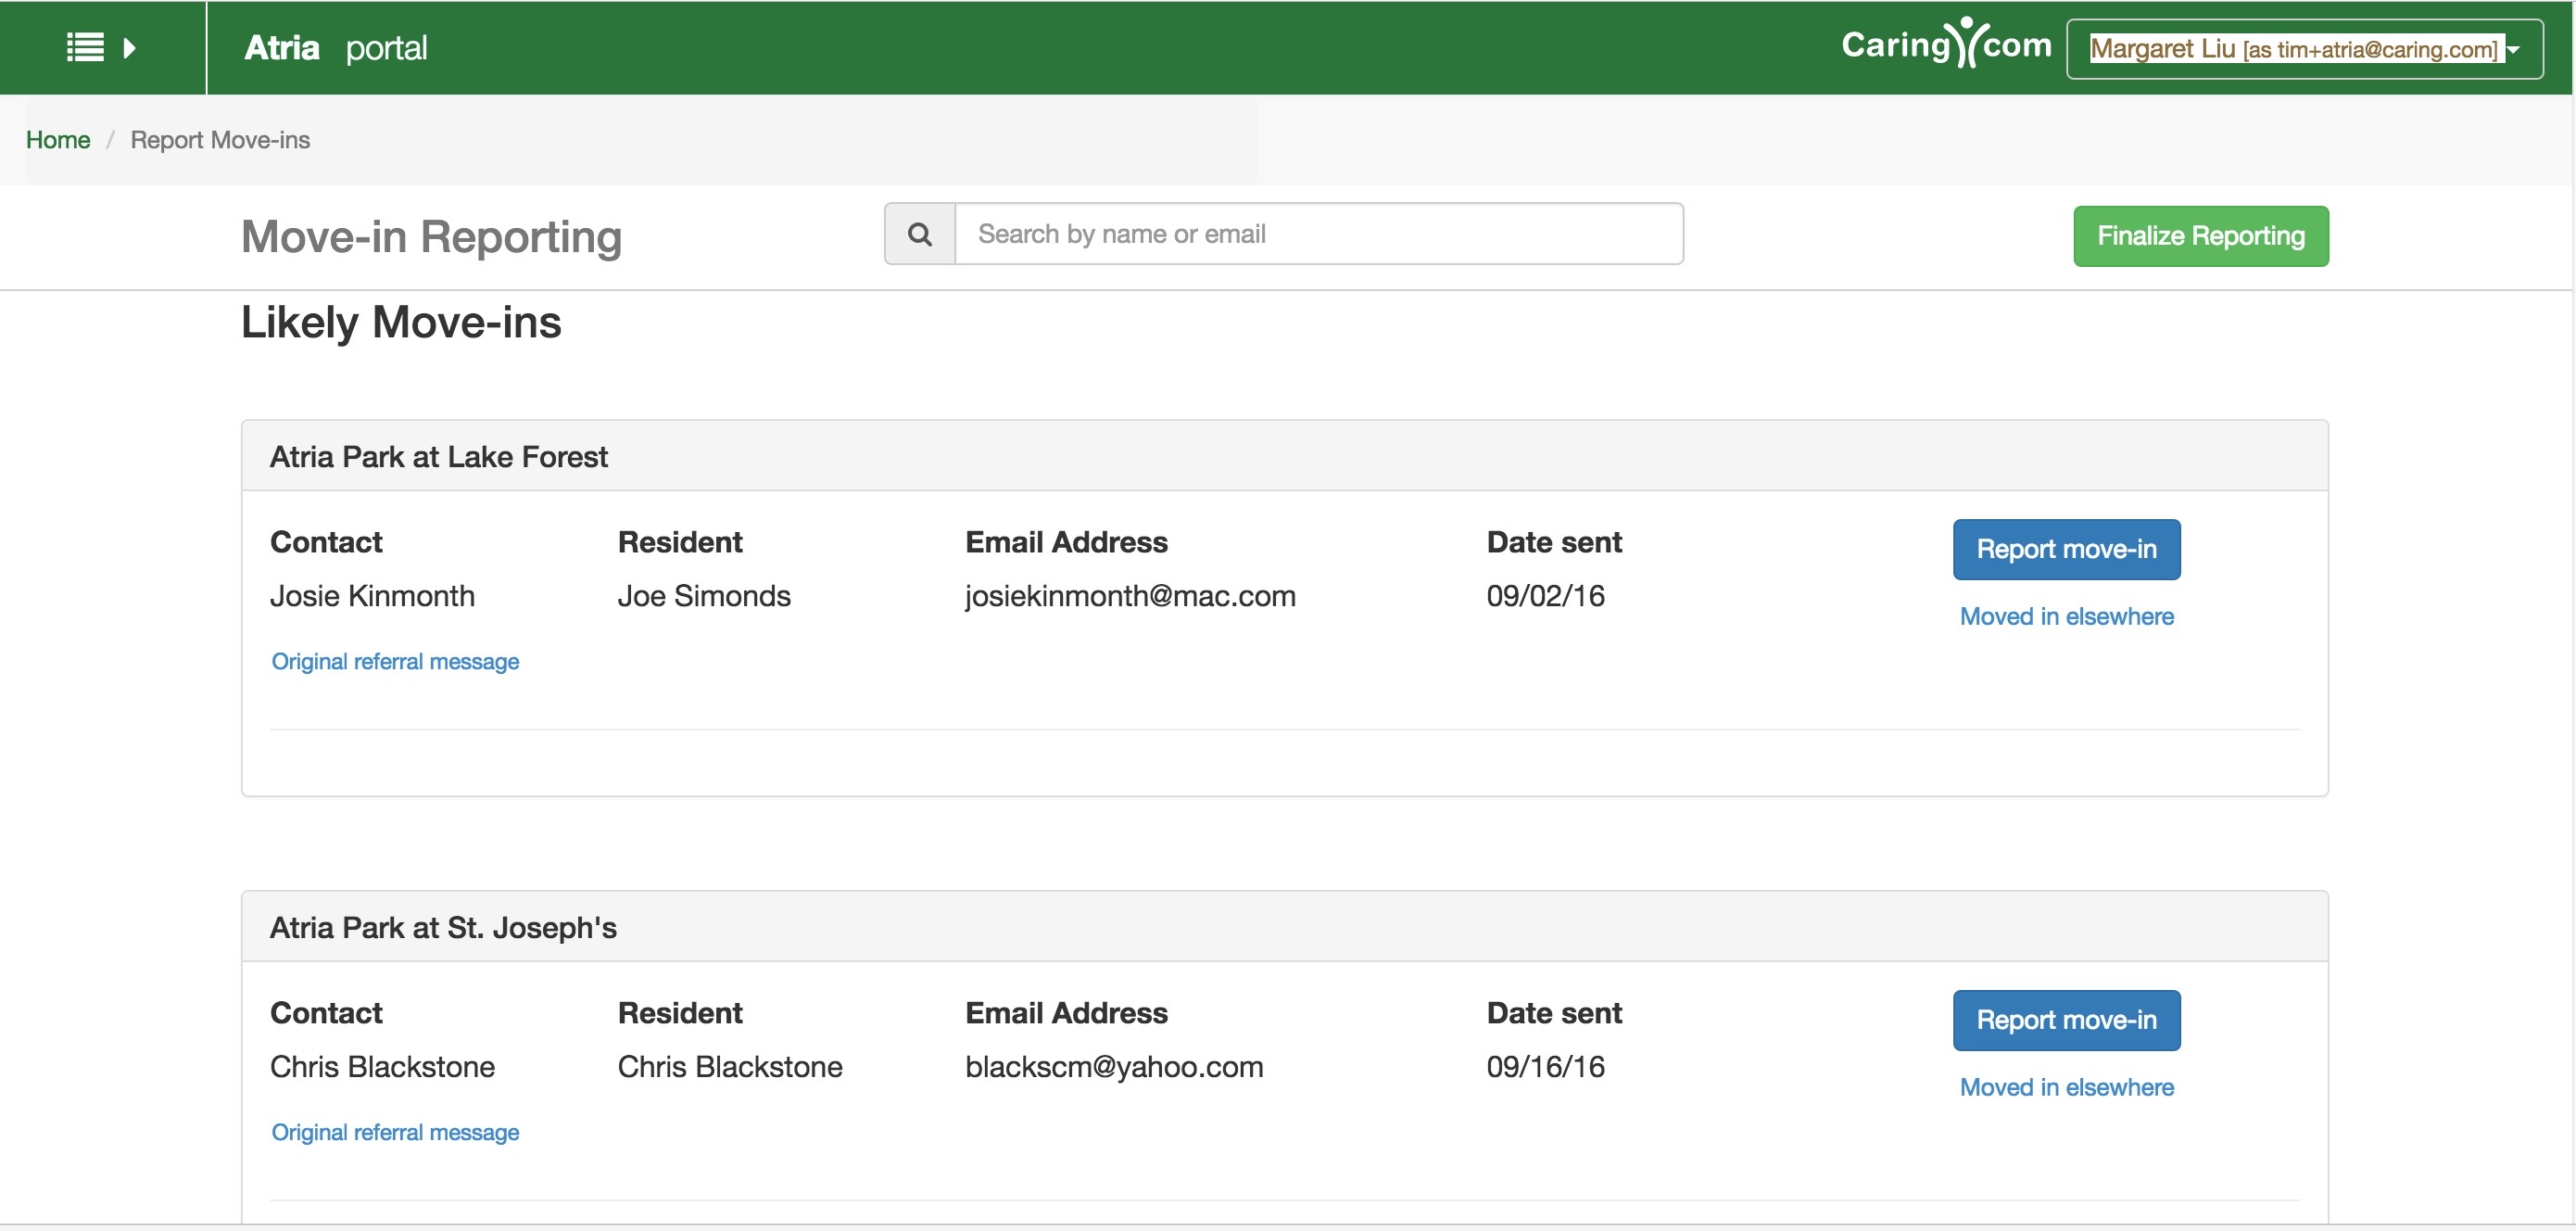 Atria portal
Caring.com
Margaret Liu [as tim+atria@caring.com]
Home / Report Move-ins
Move-in Reporting
Search by name or email
Finalize Reporting
Likely Move-ins
Atria Park at Lake Forest
Contact Resident Email Address Date sent
Report move-in
Josie Kinmonth Joe Simonds josiekinmonth@mac.com 09/02/16
Moved in elsewhere
Original referral message
Atria Park at St. Joseph's
Contact Resident Email Address Date sent
Report move-in
Chris Blackstone Chris Blackstone blackscm@yahoo.com 09/16/16
Moved in elsewhere
Original referral message